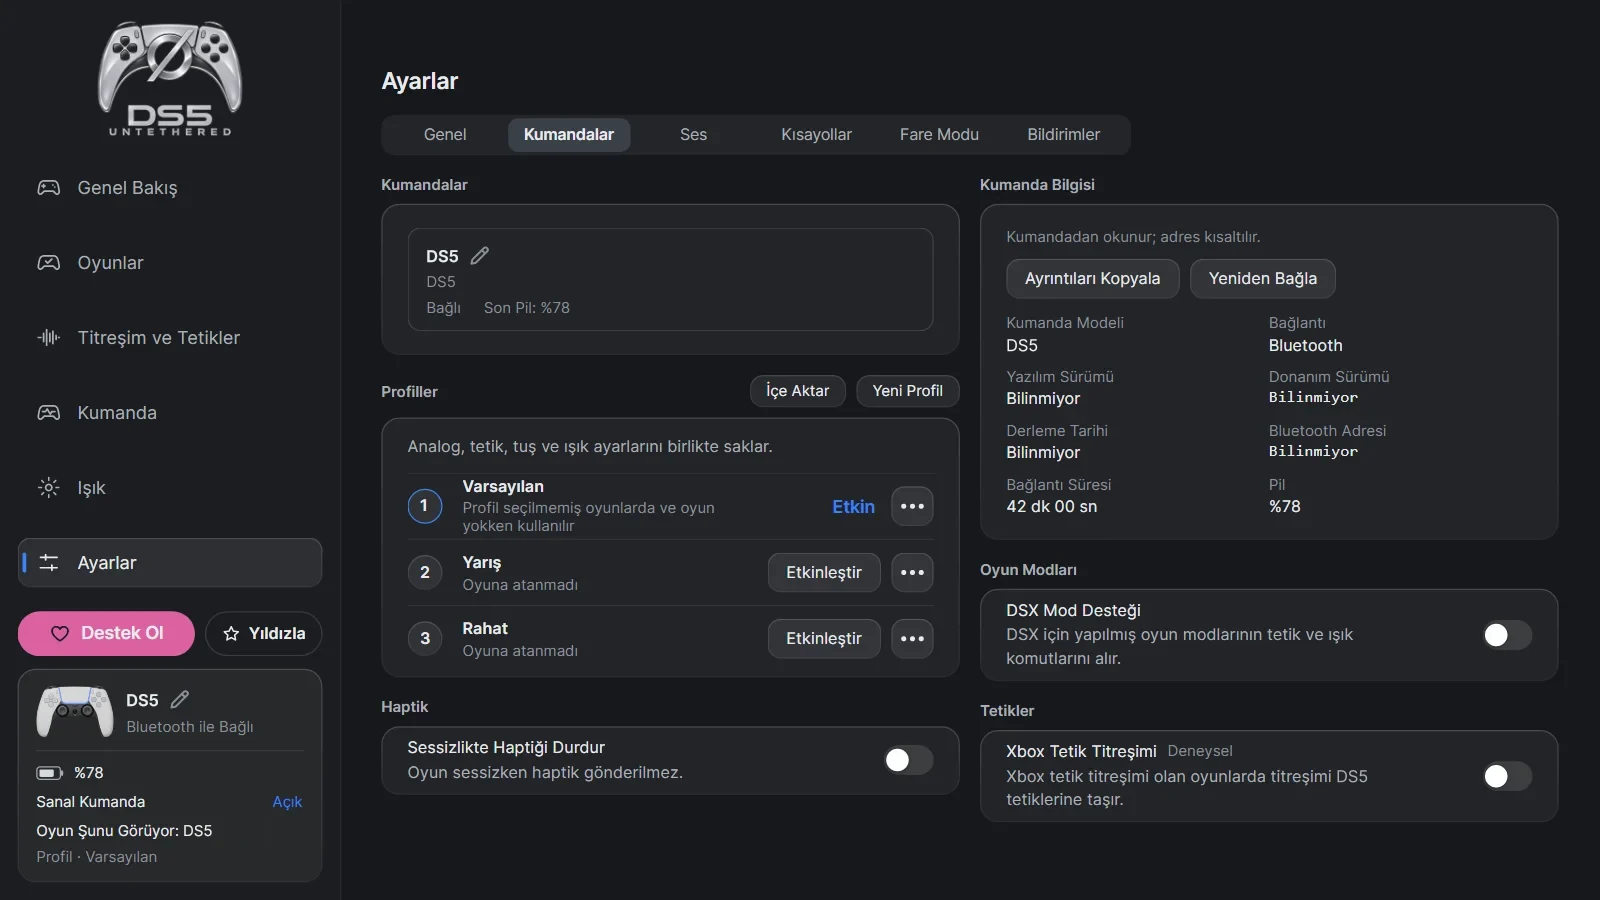 DS5
UNTETHERED
Genel Bakış
Oyunlar
Titreşim ve Tetikler
Kumanda
Işık
Ayarlar
Destek Ol
Yıldızla
DS5
Bluetooth ile Bağlı
%78
Sanal Kumanda Açık
Oyun Şunu Görüyor: DS5
Profil · Varsayılan
Ayarlar
Genel Kumandalar Ses Kısayollar Fare Modu Bildirimler
Kumandalar
DS5
DS5
Bağlı Son Pil: %78
Profiller
İçe Aktar
Yeni Profil
Analog, tetik, tuş ve ışık ayarlarını birlikte saklar.
1
Varsayılan
Profil seçilmemiş oyunlarda ve oyun
yokken kullanılır
Etkin
2
Yarış
Oyuna atanmadı
Etkinleştir
3
Rahat
Oyuna atanmadı
Etkinleştir
Haptik
Sessizlikte Haptiği Durdur
Oyun sessizken haptik gönderilmez.
Kumanda Bilgisi
Kumandadan okunur; adres kısaltılır.
Ayrıntıları Kopyala
Yeniden Bağla
Kumanda Modeli
DS5
Bağlantı
Bluetooth
Yazılım Sürümü
Bilinmiyor
Donanım Sürümü
Bilinmiyor
Derleme Tarihi
Bilinmiyor
Bluetooth Adresi
Bilinmiyor
Bağlantı Süresi
42 dk 00 sn
Pil
%78
Oyun Modları
DSX Mod Desteği
DSX için yapılmış oyun modlarının tetik ve ışık
komutlarını alır.
Tetikler
Xbox Tetik Titreşimi Deneysel
Xbox tetik titreşimi olan oyunlarda titreşimi DS5
tetiklerine taşır.